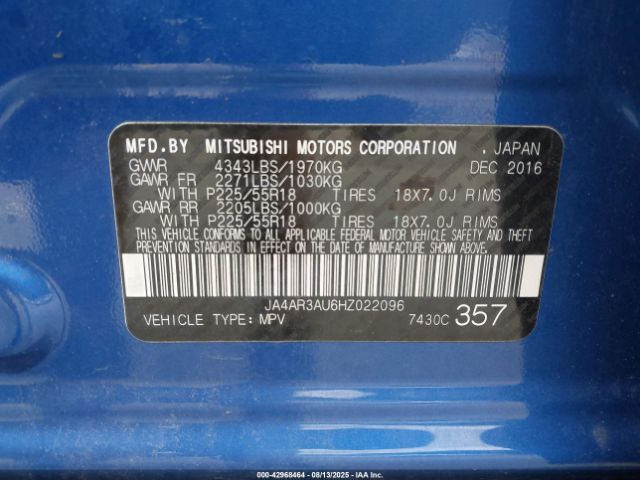 MFD.BY MITSUBISHI MOTORS CORPORATION . JAPAN
GVWR 4343LBS/1970KG DEC 2016
GAWR FR 2271LBS/1030KG
WITH P225/55R18 TIRES 18X7.0J RIMS
GAWR RR 2205LBS/1000KG
WITH P225/55R18 TIRES 18X7.0J RIMS
THIS VEHICLE CONFORMS TO ALL APPLICABLE FEDERAL MOTOR VEHICLE SAFETY AND THEFT
PREVENTION STANDARDS IN EFFECT ON THE DATE OF MANUFACTURE SHOWN ABOVE.
JA4AR3AU6HZ022096
VEHICLE TYPE: MPV 7430C 357
000-42968464 - 08/13/2025 - IAAI.COM